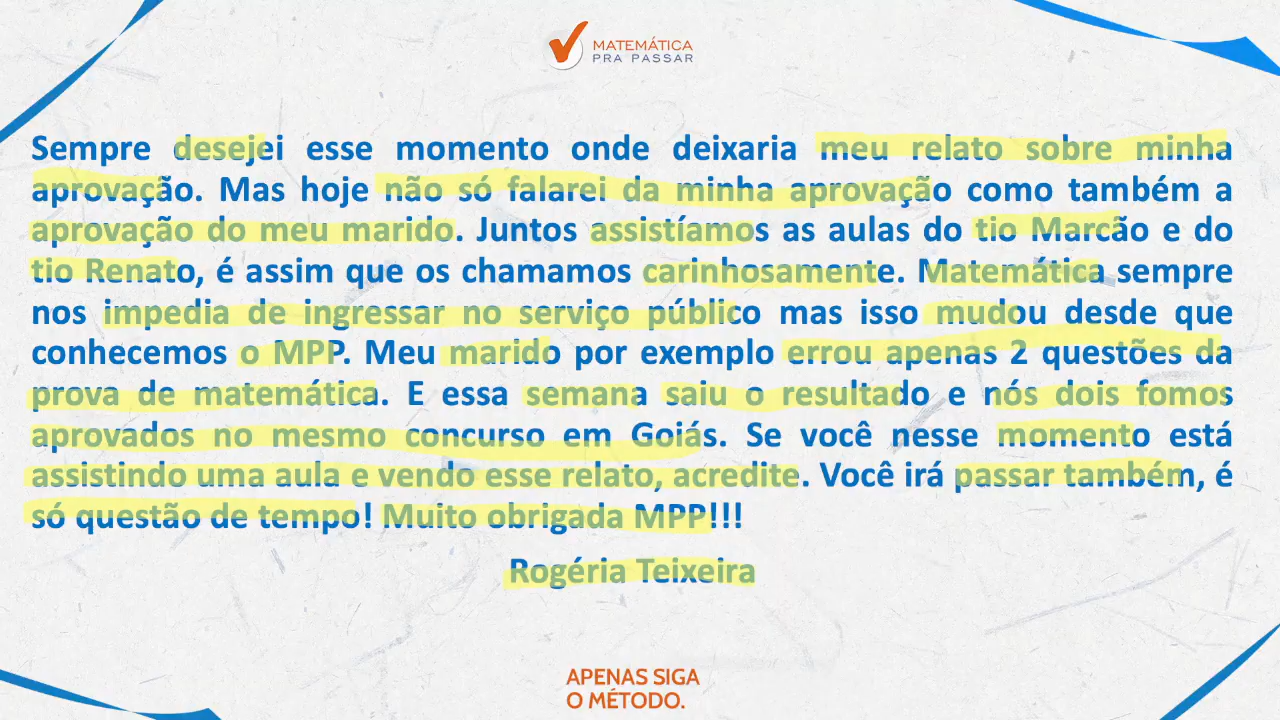 MATEMÁTICA
PRA PASSAR
Sempre desejei esse momento onde deixaria meu relato sobre minha
aprovação. Mas hoje não só falarei da minha aprovação como também a
aprovação do meu marido. Juntos assistíamos as aulas do tio Marcão e do
tio Renato, é assim que os chamamos carinhosamente. Matemática sempre
nos impedia de ingressar no serviço público mas isso mudou desde que
conhecemos o MPP. Meu marido por exemplo errou apenas 2 questões da
prova de matemática. E essa semana saiu o resultado e nós dois fomos
aprovados no mesmo concurso em Goiás. Se você nesse momento está
assistindo uma aula e vendo esse relato, acredite. Você irá passar também, é
só questão de tempo! Muito obrigada MPP!!!
Rogéria Teixeira
APENAS SIGA
O MÉTODO.